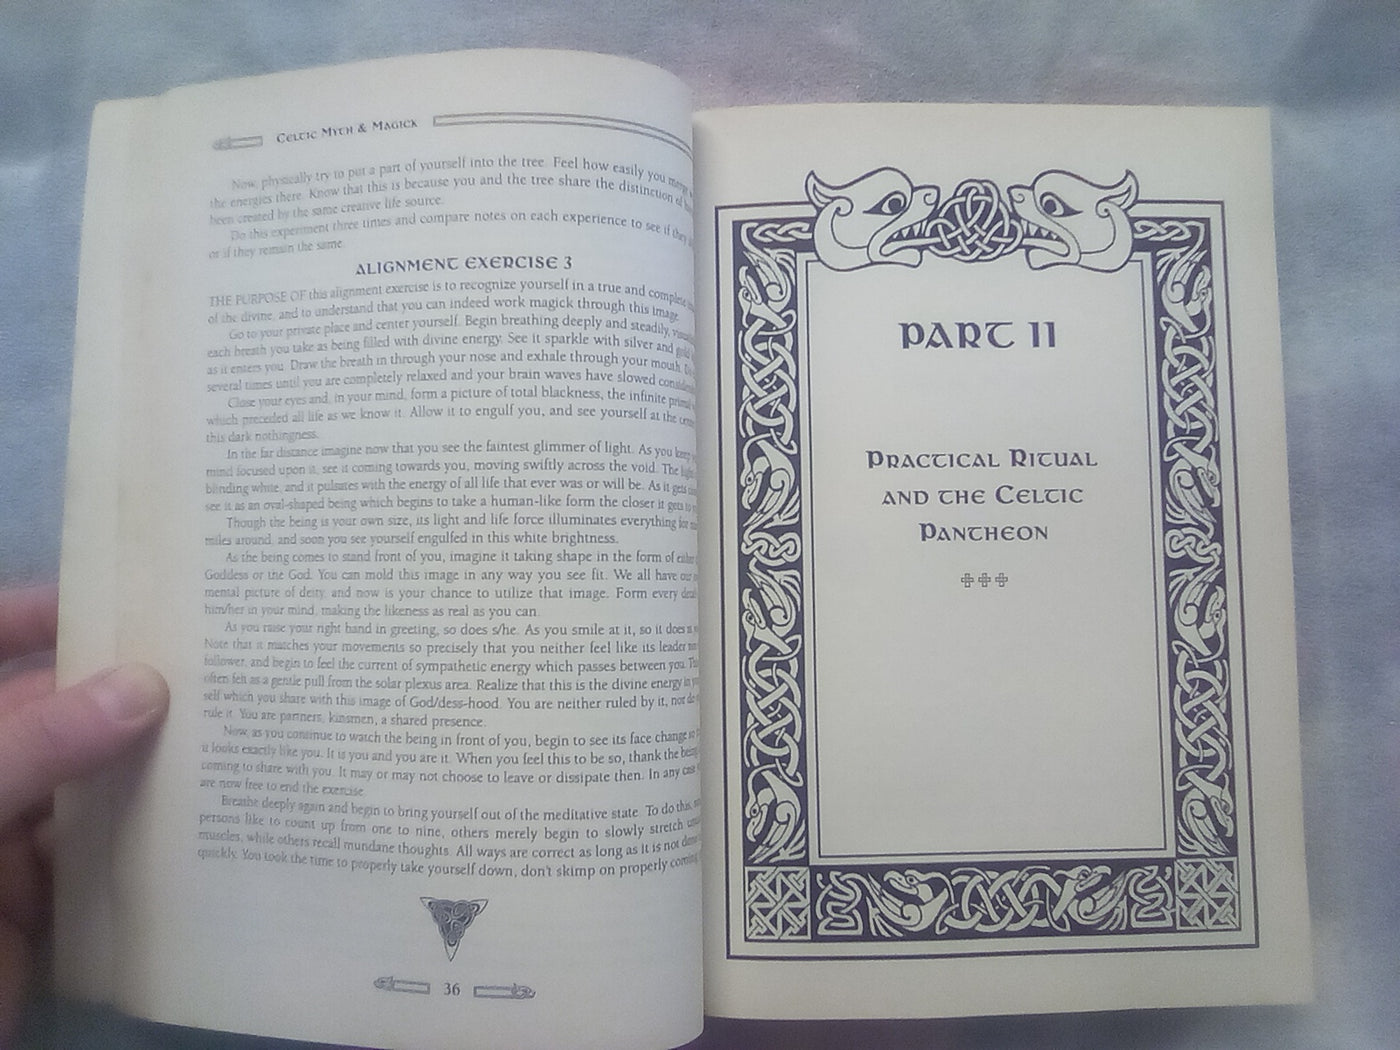 Celtic Myth & Magick
Now, physically try to put a part of yourself into the tree. Feel how easily you merge
the energies there. Know that this is because you and the tree share the distinction of
been created by the same creative life source.
Do this experiment three times and compare notes on each experience to see if they
or if they remain the same.
ALIGNMENT EXERCISE 3
THE PURPOSE OF this alignment exercise is to recognize yourself in a true and complete
of the divine, and to understand that you can indeed work magick through this image.
Go to your private place and center yourself. Begin breathing deeply and steadily,
each breath you take as being filled with divine energy. See it sparkle with silver and gold
as it enters you. Draw the breath in through your nose and exhale through your mouth.
several times until you are completely relaxed and your brain waves have slowed
Close your eyes and, in your mind, form a picture of total blackness, the infinite
which preceded all life as we know it. Allow it to engulf you, and see yourself at the
this dark nothingness.
In the far distance imagine now that you see the faintest glimmer of light. As you keep
mind focused upon it, see it coming towards you, moving swiftly across the void. The
blinding white, and it pulsates with the energy of all life that ever was or will be. As it gets
see it as an oval-shaped being which begins to take a human-like form the closer it gets to
Though the being is your own size, its light and life force illuminates everything for
miles around, and soon you see yourself engulfed in this white brightness.
As the being comes to stand front of you, imagine it taking shape in the form of either
Goddess or the God. You can mold this image in any way you see fit. We all have our
mental picture of deity, and now is your chance to utilize that image. Form every
him/her in your mind, making the likeness as real as you can.
As you raise your right hand in greeting, so does s/he. As you smile at it, so it does
Note that it matches your movements so precisely that you neither feel like its leader
follower, and begin to feel the current of sympathetic energy which passes between you.
often felt as a gentle pull from the solar plexus area. Realize that this is the divine energy in
self which you share with this image of God/dess-hood. You are neither ruled by it, nor do
rule it. You are partners, kinsmen, a shared presence.
Now, as you continue to watch the being in front of you, begin to see its face change
it looks exactly like you. It is you and you are it. When you feel this to be so, thank the being
coming to share with you. It may or may not choose to leave or dissipate then. In any case
are now free to end the exercise.
Breathe deeply again and begin to bring yourself out of the meditative state. To do this,
persons like to count up from one to nine, others merely begin to slowly stretch
muscles, while others recall mundane thoughts. All ways are correct as long as it is not
quickly. You took the time to properly take yourself down, don't skimp on properly coming
36
PART II
Practical Ritual
and the Celtic
Pantheon